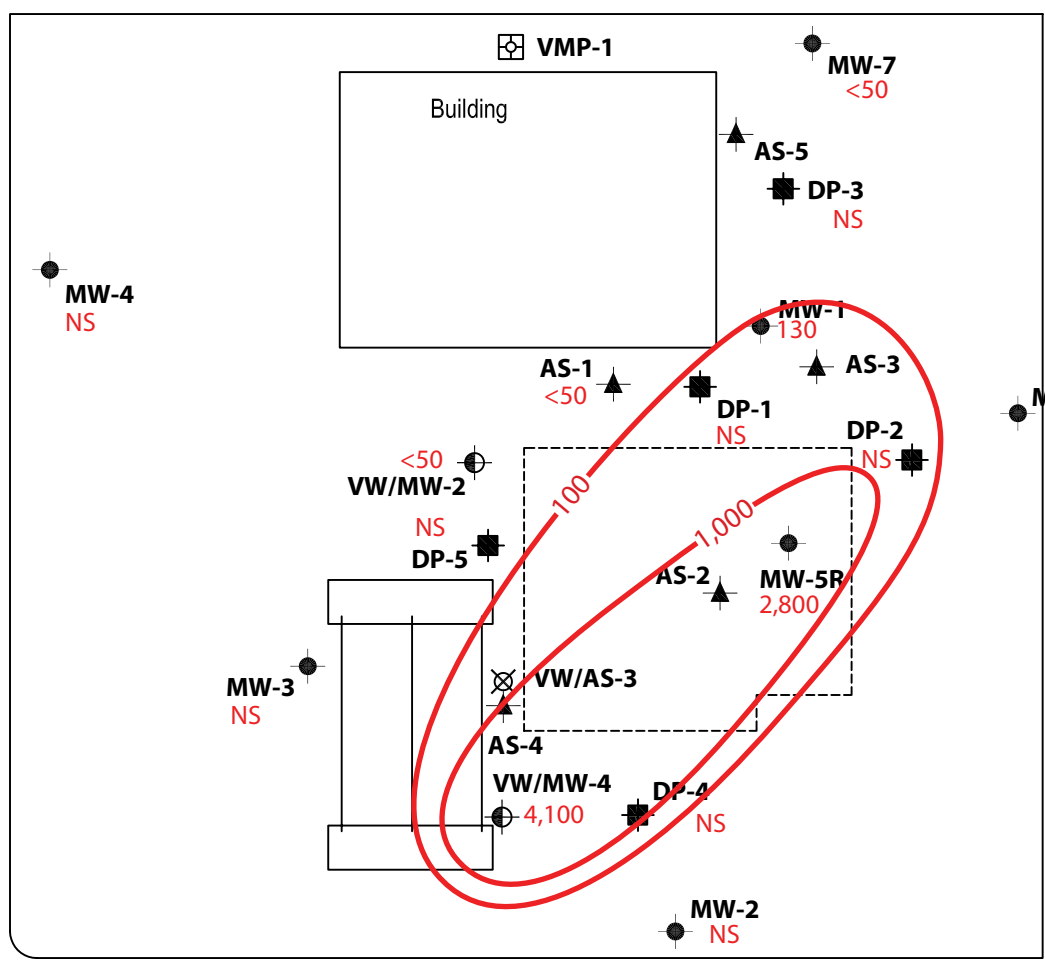 VMP-1
MW-7
<50
Building
AS-5
DP-3
NS
MW-4
NS
MW-1
130
AS-3
AS-1
<50
DP-1
NS
M
DP-2
NS
<50
VW/MW-2
100
1,000
NS
DP-5
AS-2
MW-5R
2,800
MW-3
NS
VW/AS-3
AS-4
VW/MW-4
4,100
DP-4
NS
MW-2
NS